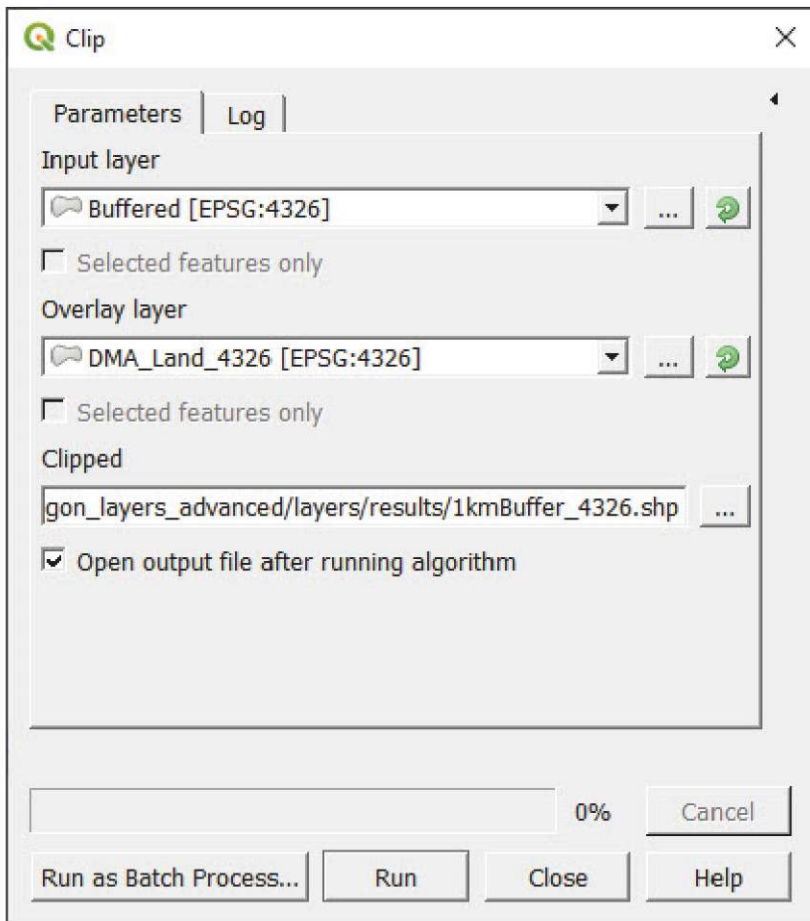 Clip
Parameters
Log
Input layer
Buffered [EPSG:4326]
...
Selected features only
Overlay layer
DMA_Land_4326 [EPSG:4326]
...
Selected features only
Clipped
gon_layers_advanced/layers/results/1kmBuffer_4326.shp
...
Open output file after running algorithm
0%
Cancel
Run as Batch Process...
Run
Close
Help